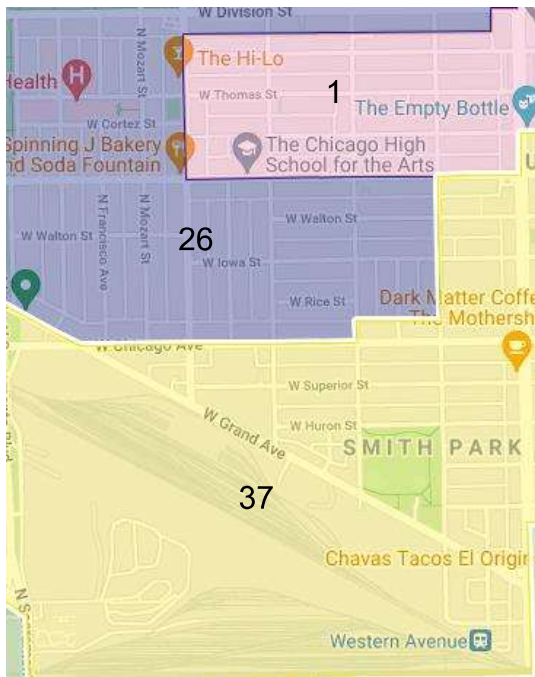 W Division St
N Mozart St
The Hi-Lo
Health
W Thomas St
1
The Empty Bottle
W Cortez St
Spinning J Bakery
and Soda Fountain
The Chicago High
School for the Arts
N Francisco Ave
N Mozart St
W Walton St
W Walton St
26
W Iowa St
W Rice St
Dark Matter Coffe
The Mothersh
W Chicago Ave
W Superior St
W Grand Ave
W Huron St
SMITH PARK
37
Chavas Tacos El Origin
Western Avenue